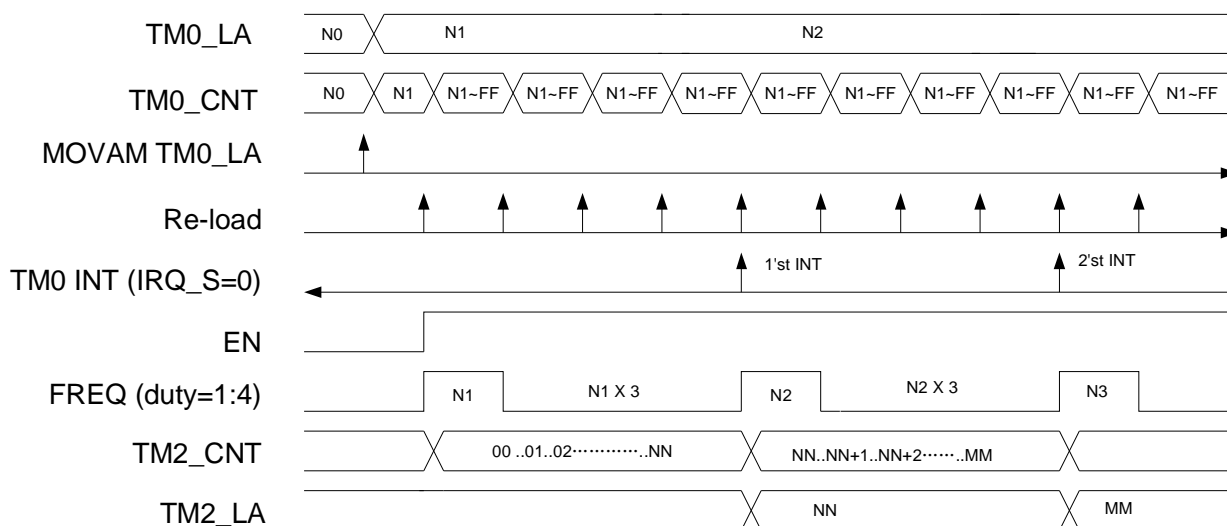 TM0_LA N0 N1 N2
TM0_CNT N0 N1 N1~FF N1~FF N1~FF N1~FF N1~FF N1~FF N1~FF N1~FF N1~FF N1~FF
MOVAM TM0_LA
Re-load
TM0 INT (IRQ_S=0) 1'st INT 2'st INT
EN
FREQ (duty=1:4) N1 N1 X 3 N2 N2 X 3 N3
TM2_CNT 00 ..01..02⋯⋯⋯⋯..NN NN..NN+1..NN+2⋯⋯..MM
TM2_LA NN MM